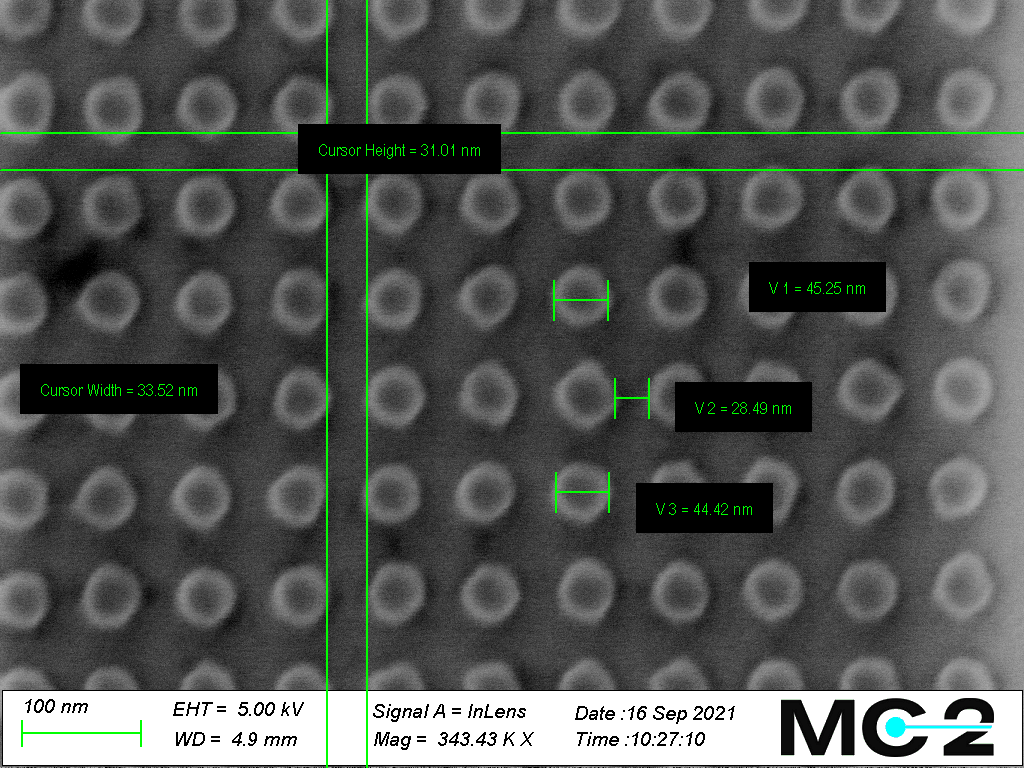 Cursor Height = 31.01 nm
V 1 = 45.25 nm
Cursor Width = 33.52 nm
V 2 = 28.49 nm
V 3 = 44.42 nm
100 nm
EHT = 5.00 kV
WD = 4.9 mm
Signal A = InLens
Mag = 343.43 K X
Date :16 Sep 2021
Time :10:27:10
MC2